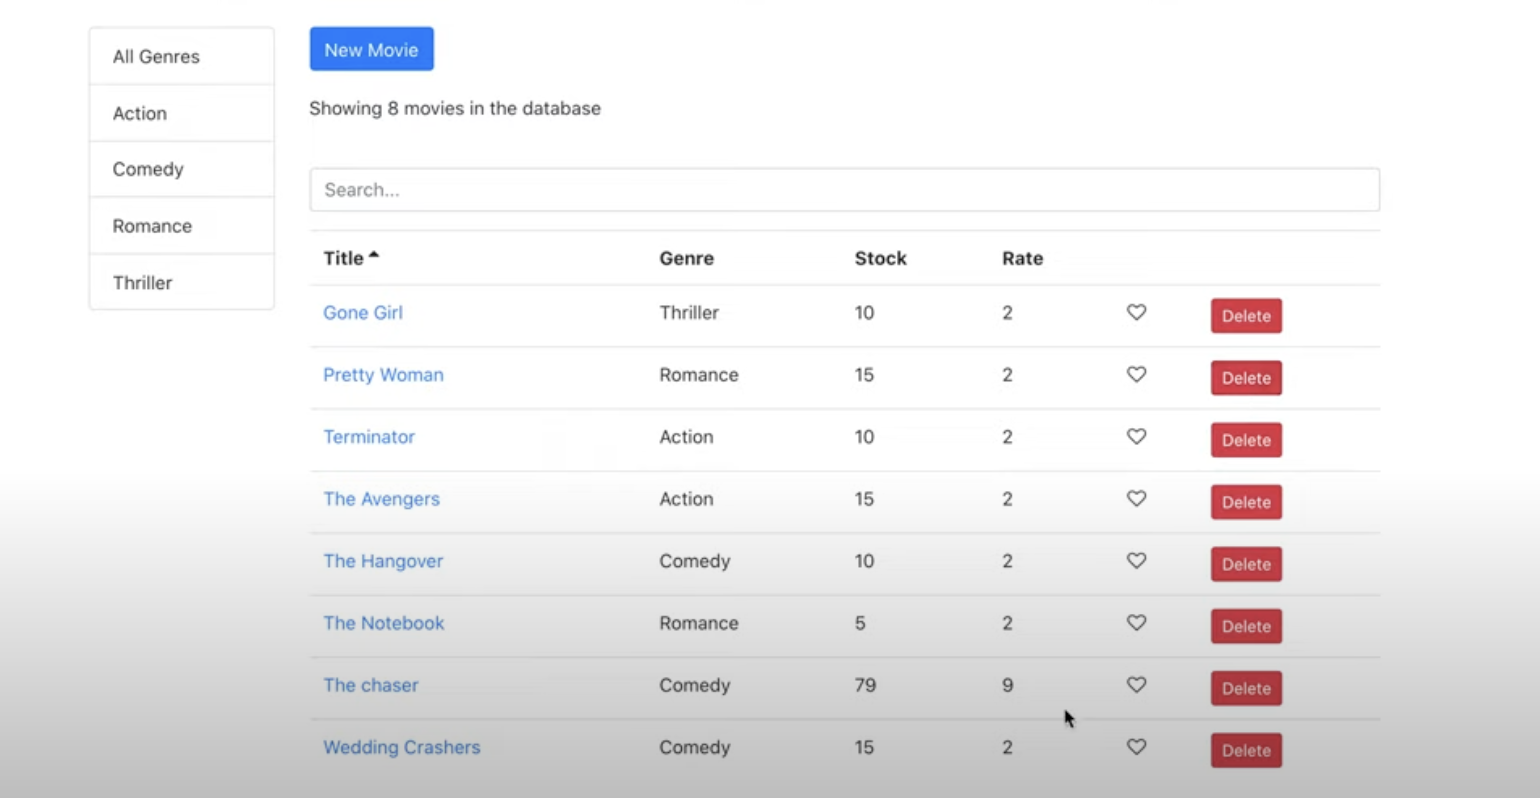 All Genres
Action
Comedy
Romance
Thriller
New Movie
Showing 8 movies in the database
Search...
Title Genre Stock Rate
Gone Girl Thriller 10 2 Delete
Pretty Woman Romance 15 2 Delete
Terminator Action 10 2 Delete
The Avengers Action 15 2 Delete
The Hangover Comedy 10 2 Delete
The Notebook Romance 5 2 Delete
The chaser Comedy 79 9 Delete
Wedding Crashers Comedy 15 2 Delete